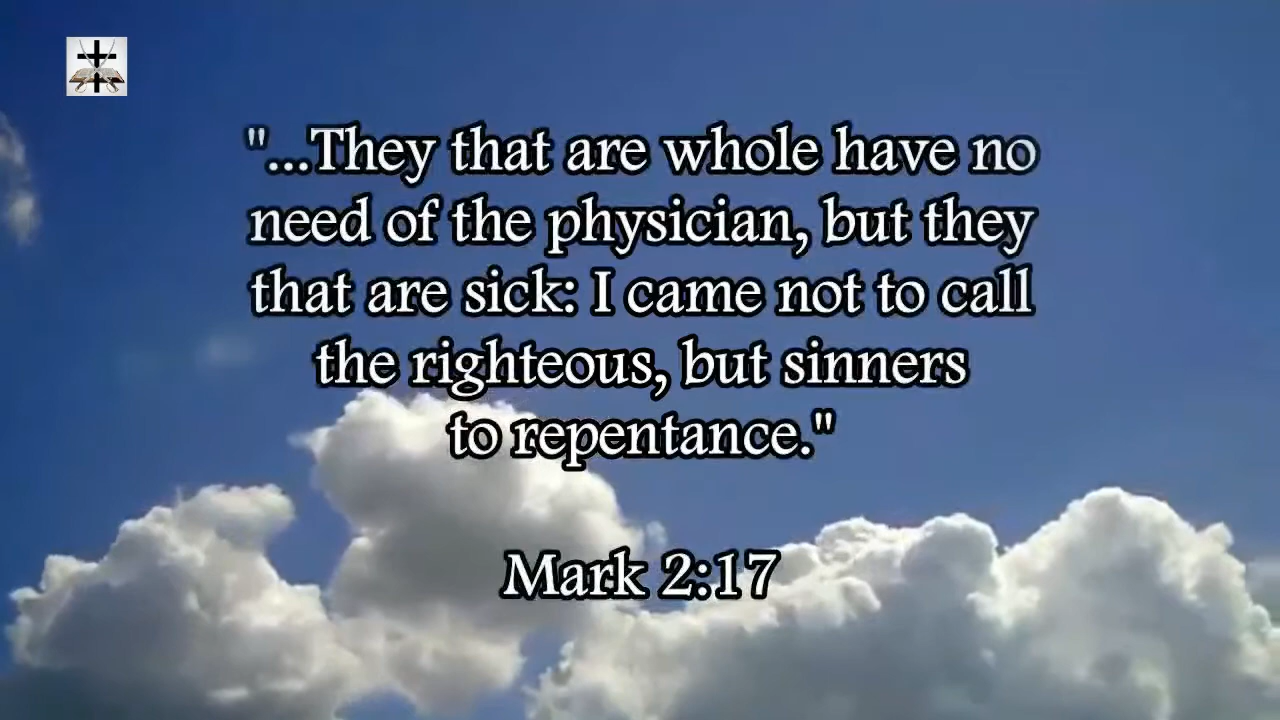 "...They that are whole have no
need of the physician, but they
that are sick: I came not to call
the righteous, but sinners
to repentance."
Mark 2:17